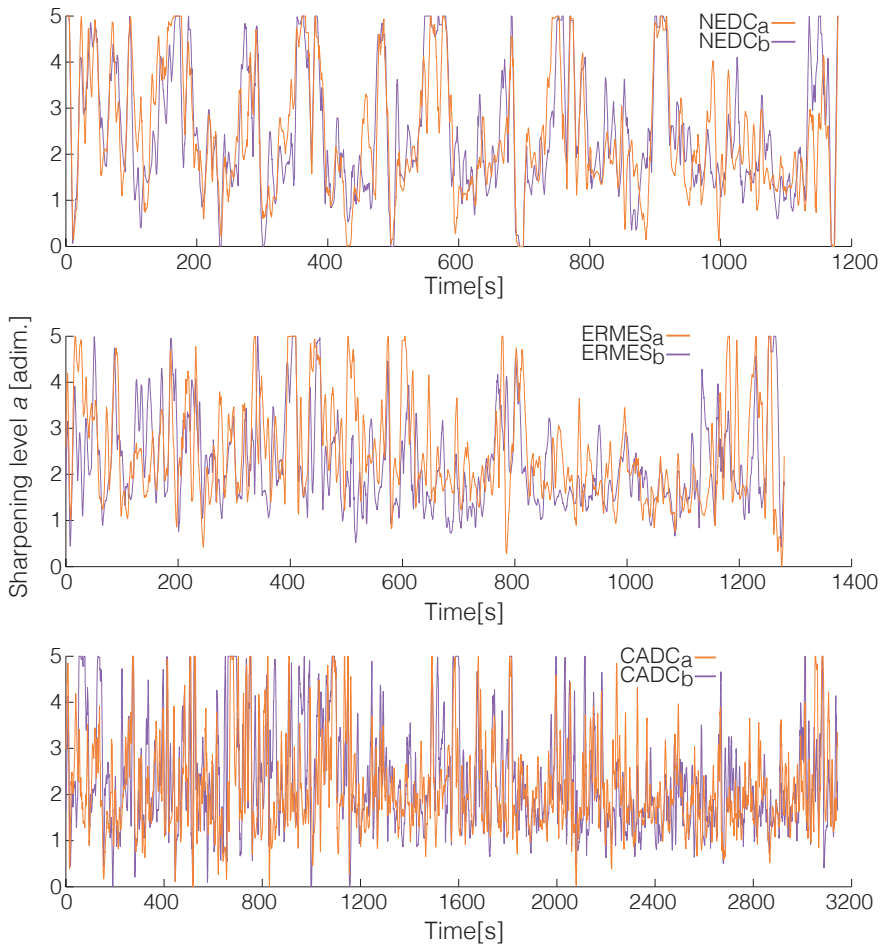 5
4
3
2
1
0
NEDCa
NEDCb
0 200 400 600 800 1000 1200
Time[s]
Sharpening level a [adim.]
5
4
3
2
1
0
ERMESa
ERMESb
0 200 400 600 800 1000 1200 1400
Time[s]
5
4
3
2
1
0
CADCa
CADCb
0 400 800 1200 1600 2000 2400 2800 3200
Time[s]